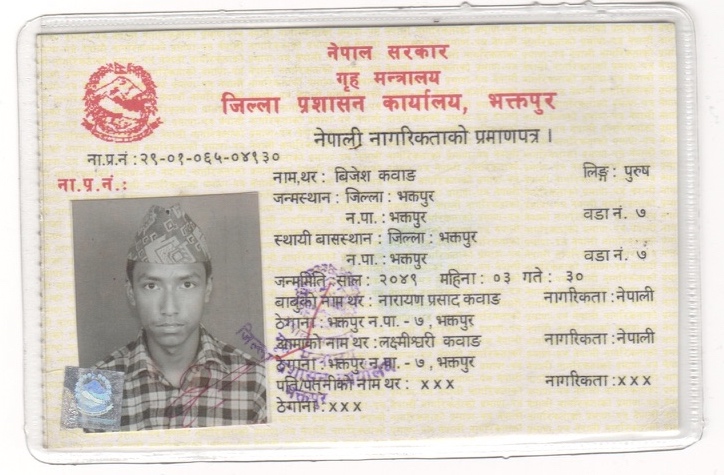 नेपाल सरकार
गृह मन्त्रालय
जिल्ला प्रशासन कार्यालय, भक्तपुर
नेपाली नागरिकताको प्रमाणपत्र ।
ना.प्र.नं : २९-०१-०६५-०४९३०
ना.प्र.नं.:
नाम,थर : बिजेश कवाड लिङ्ग : पुरुष
जन्मस्थान : जिल्ला : भक्तपुर
न.पा. : भक्तपुर वडा नं. ७
स्थायी बासस्थान : जिल्ला : भक्तपुर
न.पा. : भक्तपुर वडा नं. ७
जन्ममिति साल : २०४९ महिना : ०३ गते : ३०
बाबुको नाम थर : नारायण प्रसाद कवाड नागरिकता :नेपाली
ठेगाना : भक्तपुर न.पा. - ७ , भक्तपुर
आमाको नाम थर :लक्ष्मीश्वरी कवाड नागरिकता :नेपाली
ठेगाना : भक्तपुर न.पा. - ७ , भक्तपुर
पति/पत्नीको नाम थर : xxx नागरिकता :xxx
ठेगाना :xxx